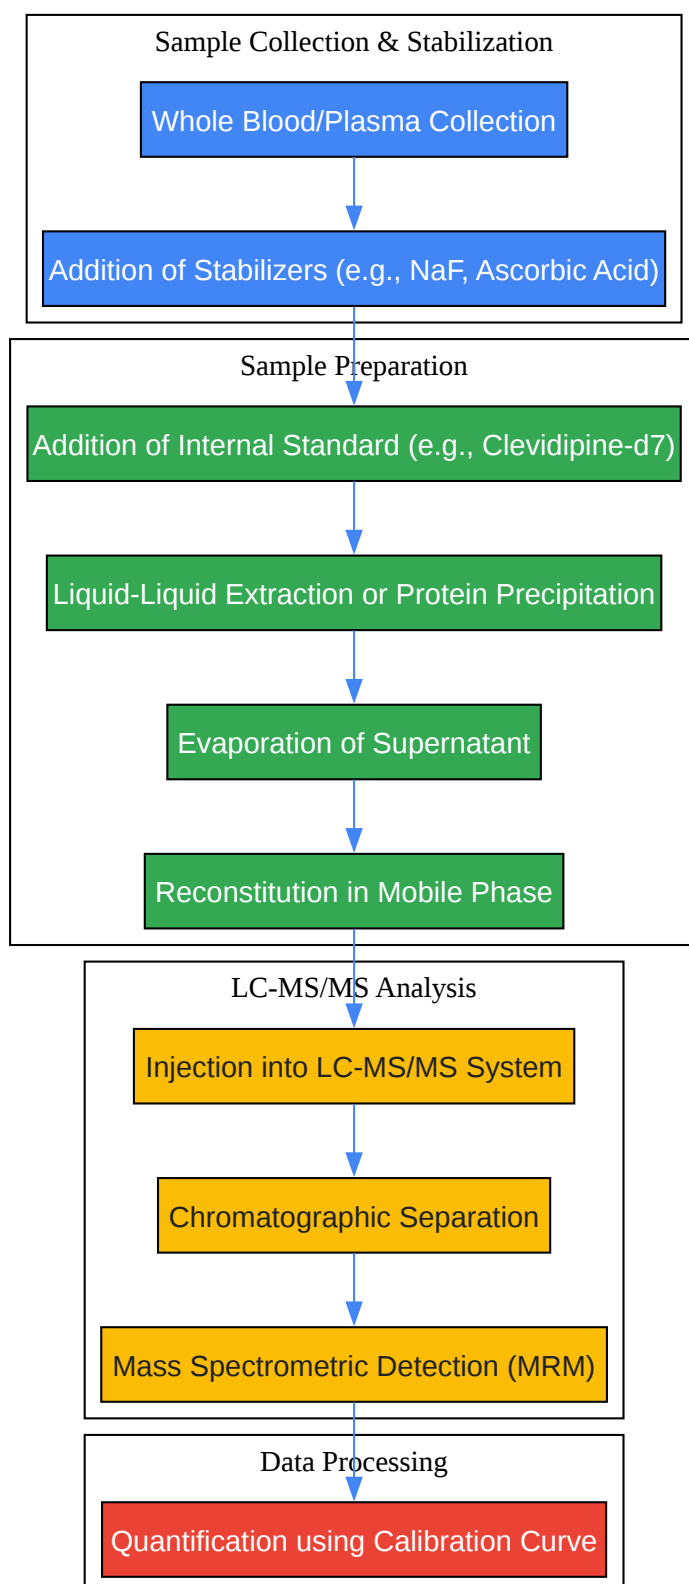 Sample Collection & Stabilization
Whole Blood/Plasma Collection
Addition of Stabilizers (e.g., NaF, Ascorbic Acid)
Sample Preparation
Addition of Internal Standard (e.g., Clevidipine-d7)
Liquid-Liquid Extraction or Protein Precipitation
Evaporation of Supernatant
Reconstitution in Mobile Phase
LC-MS/MS Analysis
Injection into LC-MS/MS System
Chromatographic Separation
Mass Spectrometric Detection (MRM)
Data Processing
Quantification using Calibration Curve